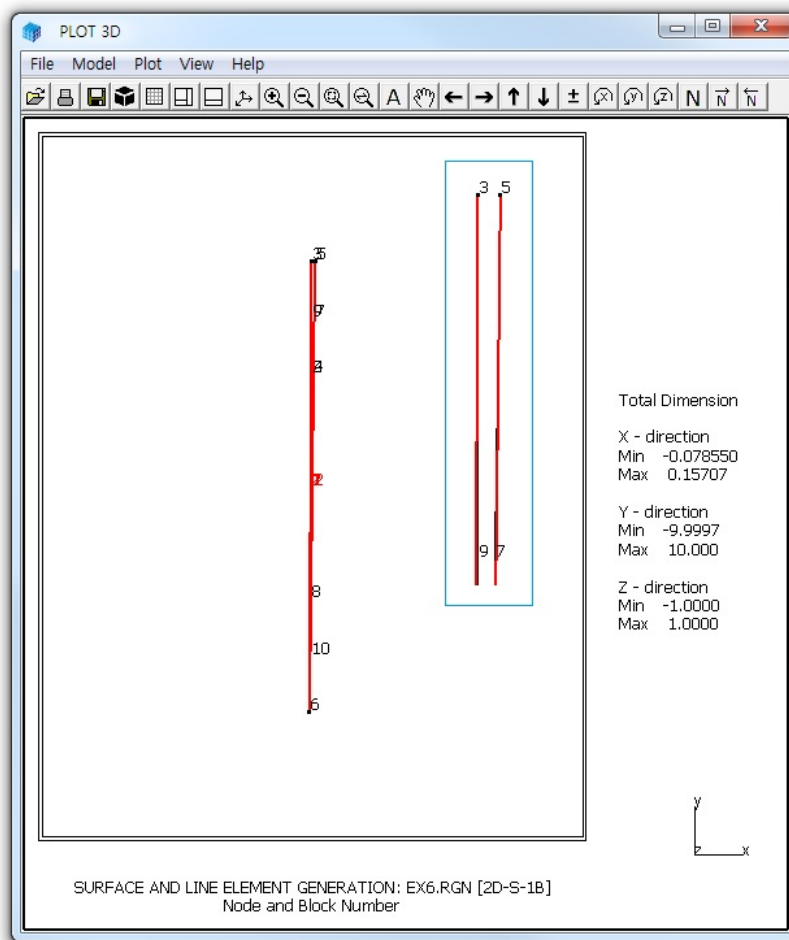 PLOT 3D
File Model Plot View Help
A
x
y
z
N
N
N
3 5
5
7
9 7
8
10
6
Total Dimension
X - direction
Min -0.078550
Max 0.15707
Y - direction
Min -9.9997
Max 10.000
Z - direction
Min -1.0000
Max 1.0000
y
z x
SURFACE AND LINE ELEMENT GENERATION: EX6.RGN [2D-S-1B]
Node and Block Number